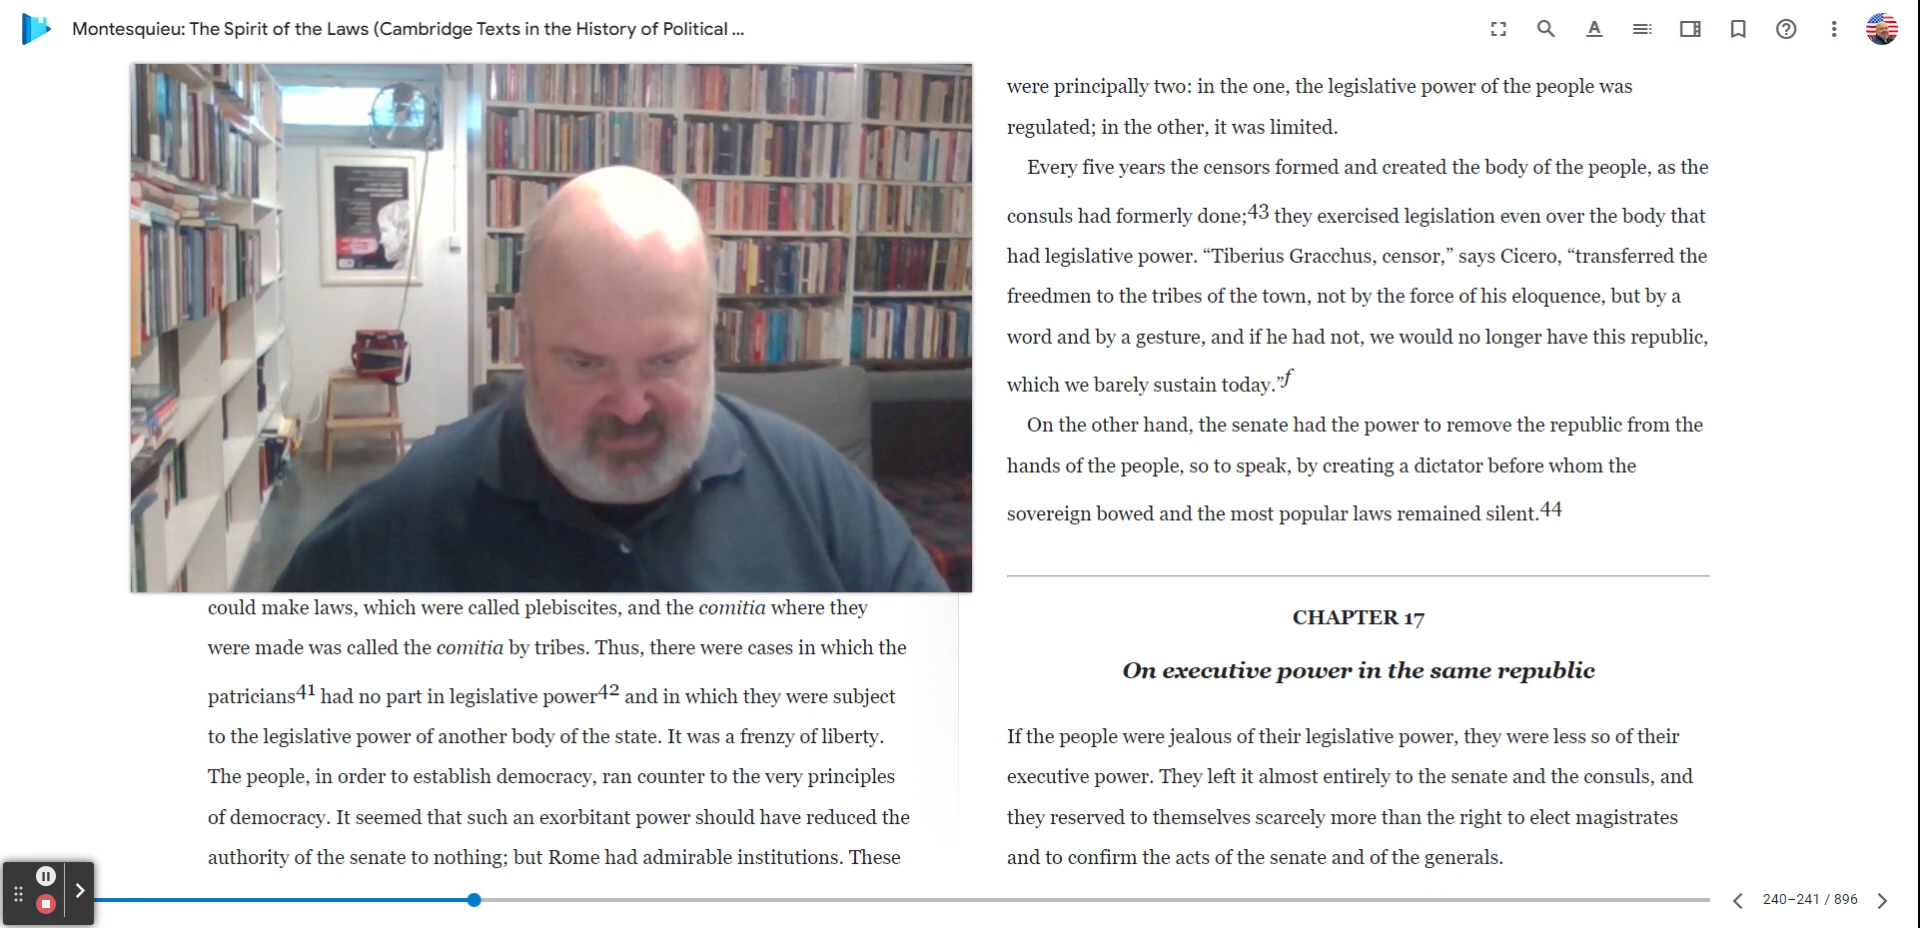 Montesquieu: The Spirit of the Laws (Cambridge Texts in the History of Political ...
could make laws, which were called plebiscites, and the comitia where they
were made was called the comitia by tribes. Thus, there were cases in which the
patricians41 had no part in legislative power42 and in which they were subject
to the legislative power of another body of the state. It was a frenzy of liberty.
The people, in order to establish democracy, ran counter to the very principles
of democracy. It seemed that such an exorbitant power should have reduced the
authority of the senate to nothing; but Rome had admirable institutions. These
were principally two: in the one, the legislative power of the people was
regulated; in the other, it was limited.
Every five years the censors formed and created the body of the people, as the
consuls had formerly done;43 they exercised legislation even over the body that
had legislative power. “Tiberius Gracchus, censor,” says Cicero, “transferred the
freedmen to the tribes of the town, not by the force of his eloquence, but by a
word and by a gesture, and if he had not, we would no longer have this republic,
which we barely sustain today.”f
On the other hand, the senate had the power to remove the republic from the
hands of the people, so to speak, by creating a dictator before whom the
sovereign bowed and the most popular laws remained silent.44
CHAPTER 17
On executive power in the same republic
If the people were jealous of their legislative power, they were less so of their
executive power. They left it almost entirely to the senate and the consuls, and
they reserved to themselves scarcely more than the right to elect magistrates
and to confirm the acts of the senate and of the generals.
240–241 / 896